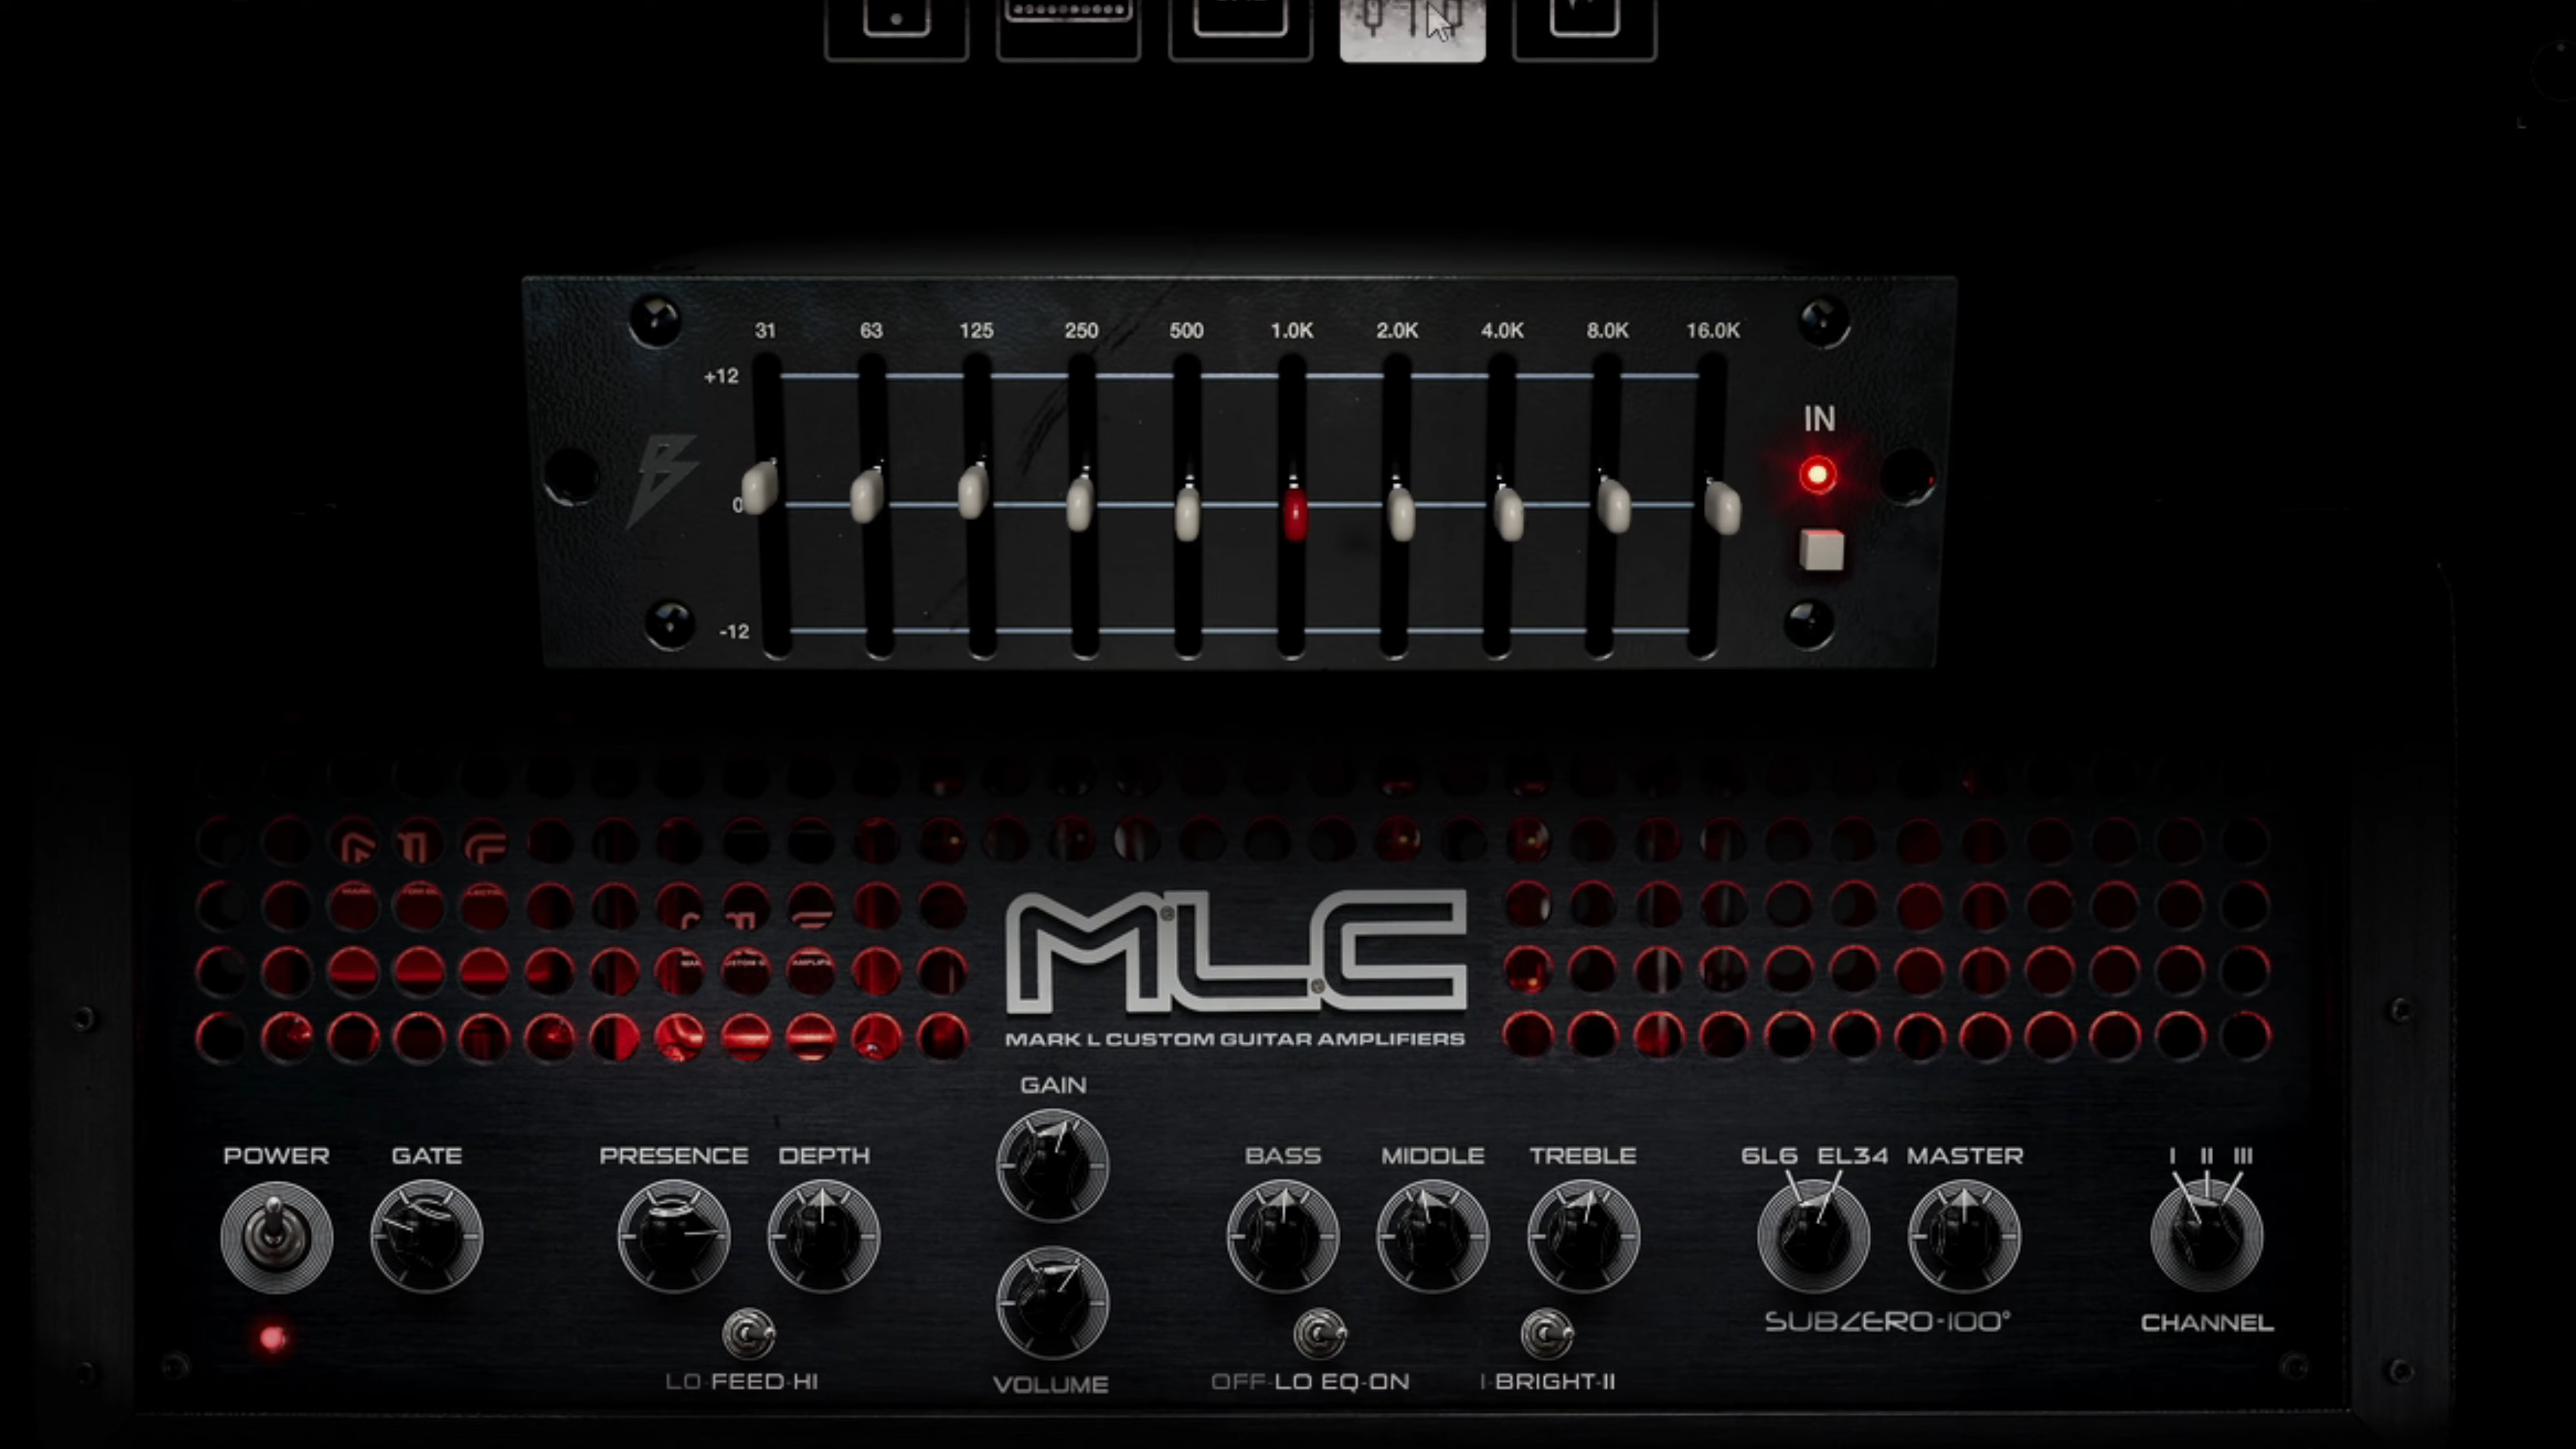 31 63 125 250 500 1.0K 2.0K 4.0K 8.0K 16.0K
+12
IN
0
-12
MLC
MARK L CUSTOM GUITAR AMPLIFIERS
GAIN
POWER GATE PRESENCE DEPTH BASS MIDDLE TREBLE 6L6 EL34 MASTER I II III
SUBZERO-100°
CHANNEL
LO-FEED-HI
VOLUME
OFF-LO EQ-ON
I-BRIGHT-II